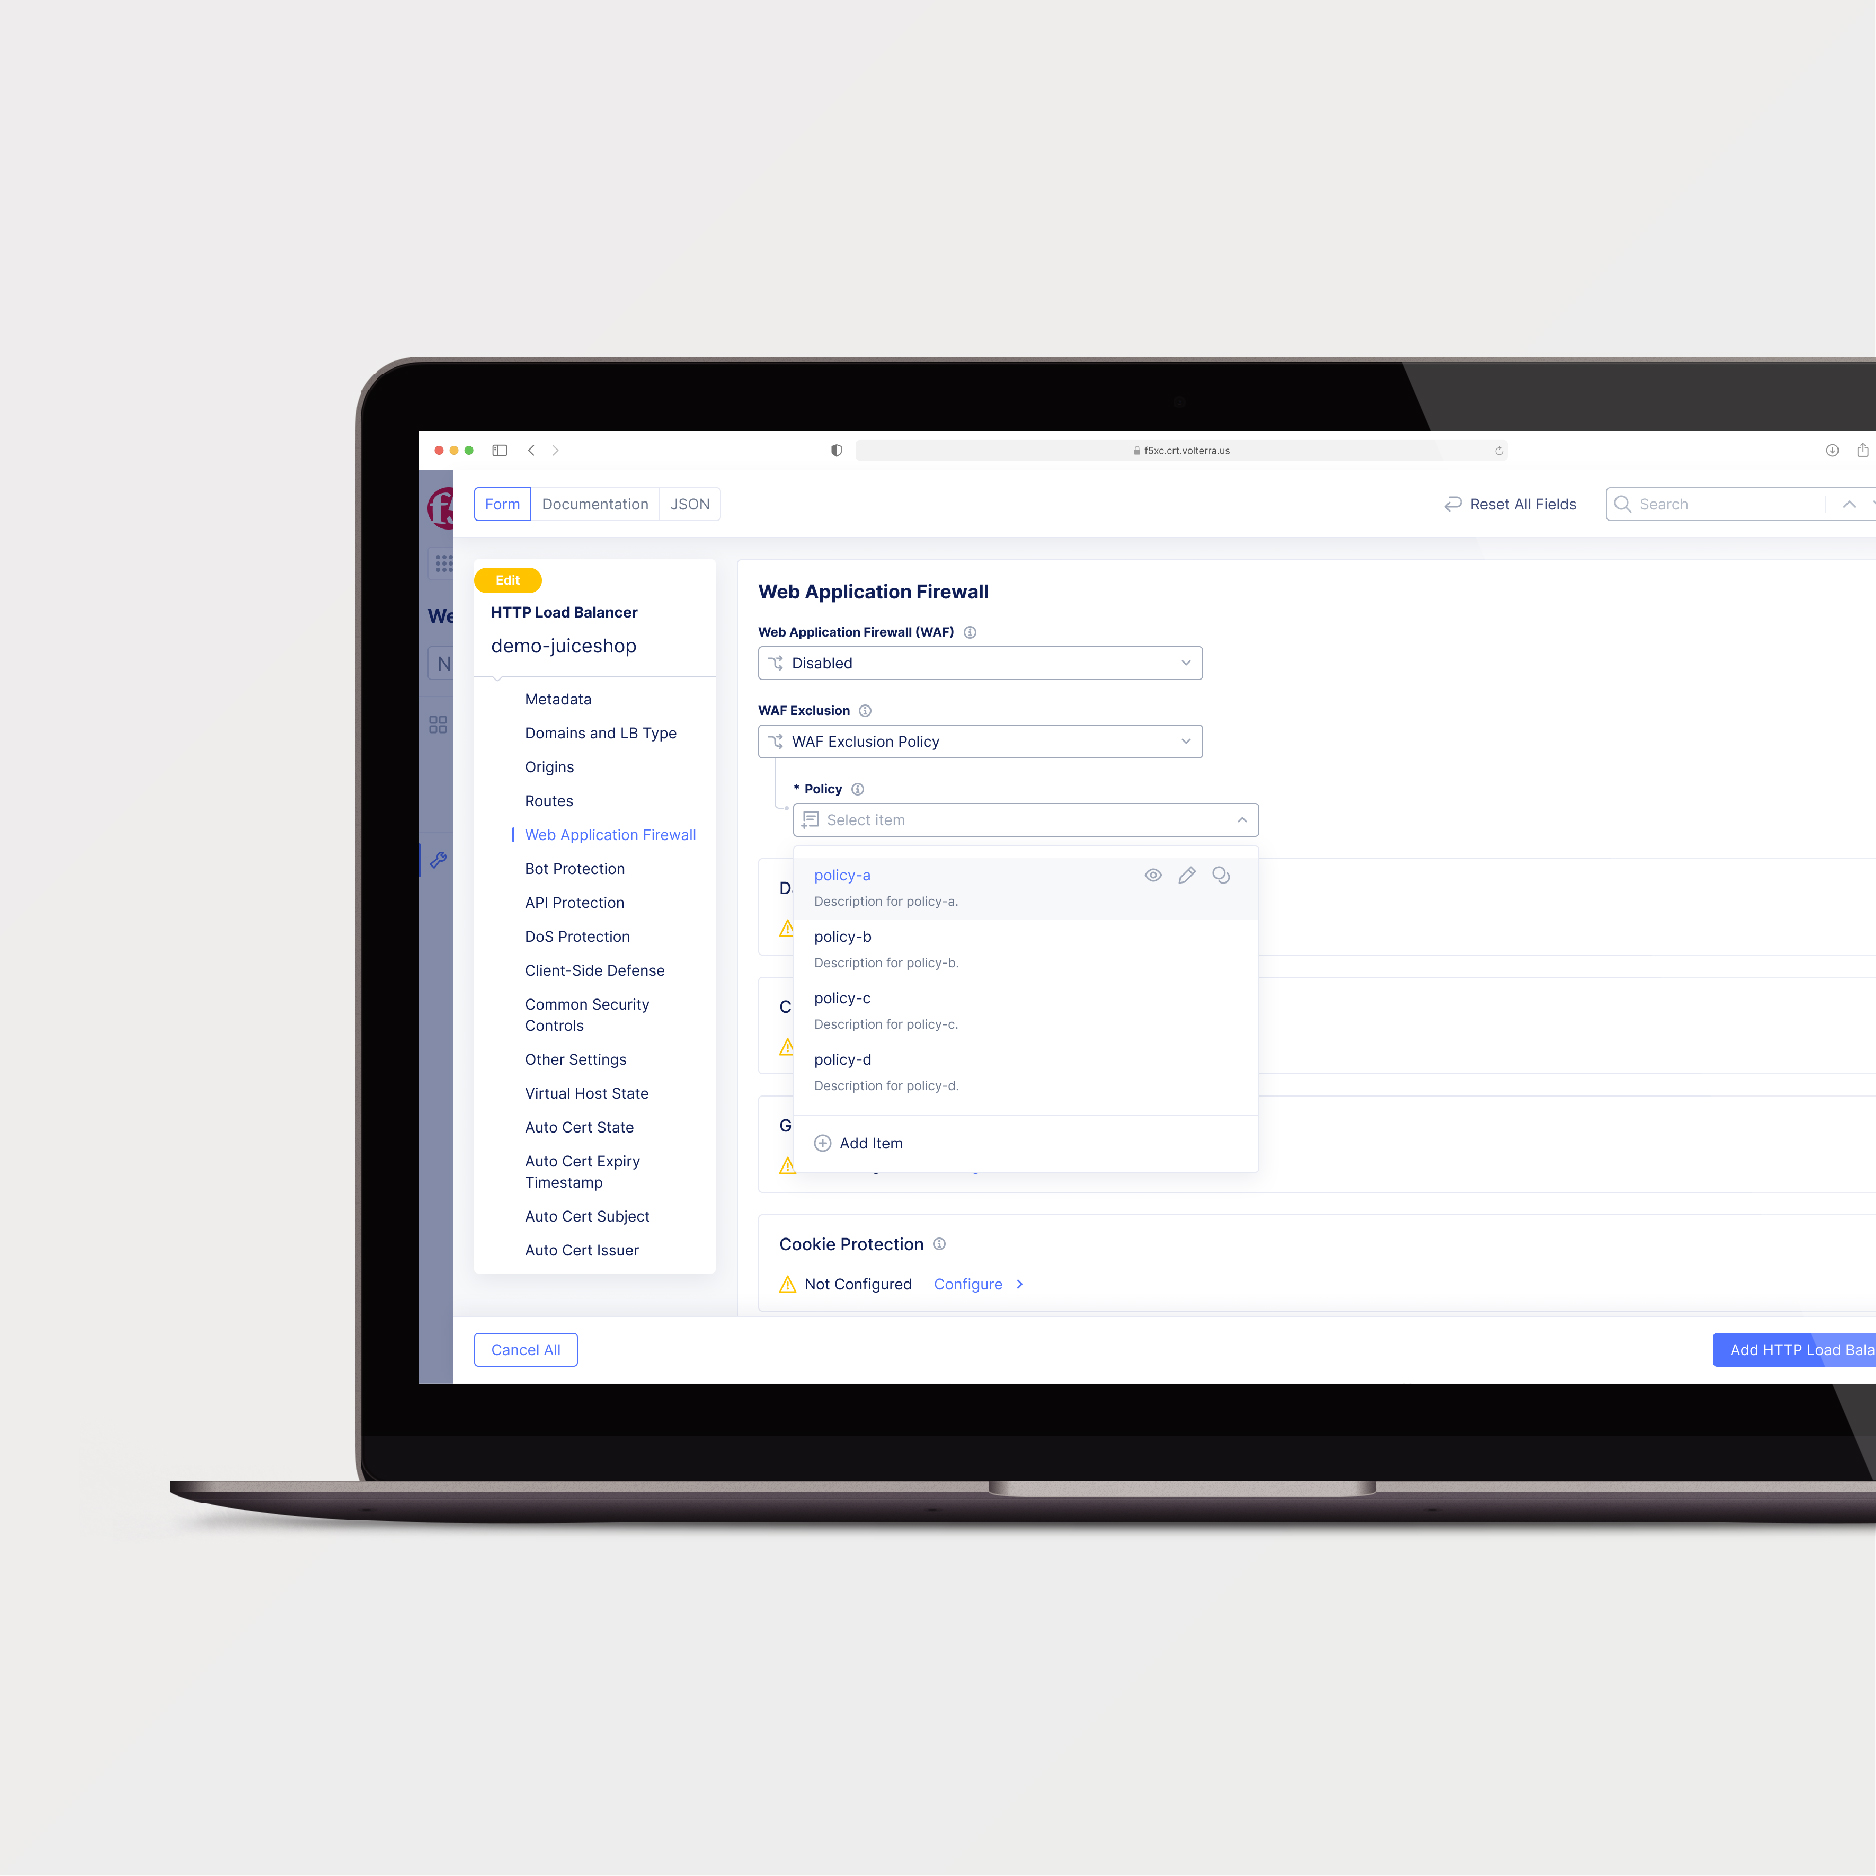 f5xc.crt.volterra.us
Form
Documentation
JSON
Reset All Fields
Search
f5
We
N
Edit
HTTP Load Balancer
demo-juiceshop
Metadata
Domains and LB Type
Origins
Routes
Web Application Firewall
Bot Protection
API Protection
DoS Protection
Client-Side Defense
Common Security
Controls
Other Settings
Virtual Host State
Auto Cert State
Auto Cert Expiry
Timestamp
Auto Cert Subject
Auto Cert Issuer
Web Application Firewall
Web Application Firewall (WAF)
Disabled
WAF Exclusion
WAF Exclusion Policy
* Policy
Select item
policy-a
Description for policy-a.
policy-b
Description for policy-b.
policy-c
Description for policy-c.
policy-d
Description for policy-d.
Add Item
D
C
G
Cookie Protection
Not Configured
Configure
Cancel All
Add HTTP Load Bala